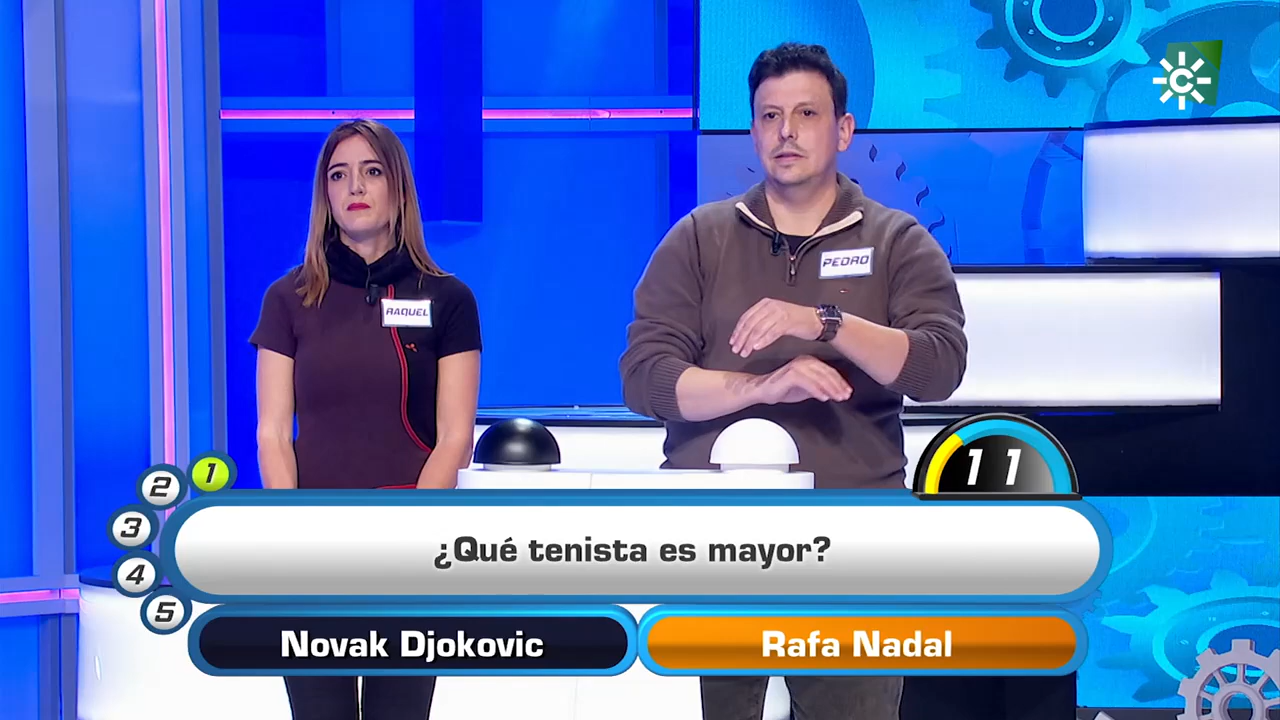 C
PEDRO
RAQUEL
11
1
2
3
4
5
¿Qué tenista es mayor?
Novak Djokovic
Rafa Nadal